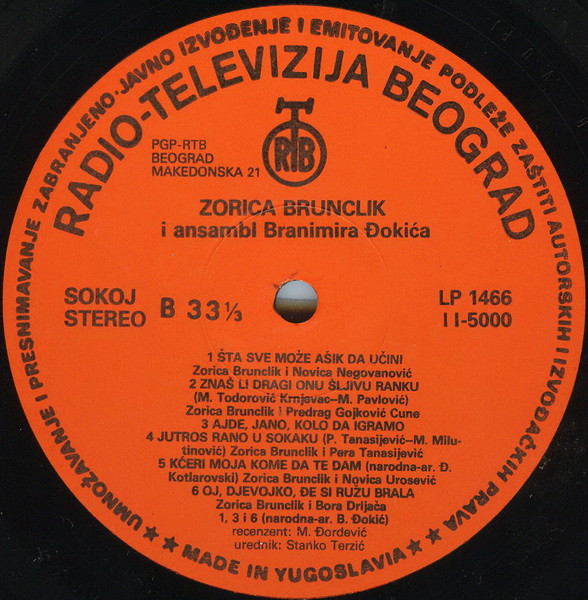 UMNOŽAVANJE I PRESNIMAVANJE ZABRANJENO·JAVNO IZVOĐENJE I EMITOVANJE PODLEŽE ZAŠTITI AUTORSKIH I IZVOĐAČKIH PRAVA
RADIO-TELEVIZIJA BEOGRAD
PGP-RTB
BEOGRAD
MAKEDONSKA 21
RTB
ZORICA BRUNCLIK
i ansambl Branimira Đokića
SOKOJ
STEREO
B 33 1/3
LP 1466
I I-5000
1 ŠTA SVE MOŽE AŠIK DA UČINI
Zorica Brunclik i Novica Negovanović
2 ZNAŠ LI DRAGI ONU ŠLJIVU RANKU
(M. Todorović Krnjevac—M. Pavlović)
Zorica Brunclik i Predrag Gojković Cune
3 AJDE, JANO, KOLO DA IGRAMO
4 JUTROS RANO U SOKAKU (P. Tanasijević—M. Milu-
tinović) Zorica Brunclik i Pera Tanasijević
5 KĆERI MOJA KOME DA TE DAM (narodna-ar. Đ.
Kotlarovski) Zorica Brunclik i Novica Urosević
6 OJ, DJEVOJKO, ĐE SI RUŽU BRALA
Zorica Brunclik i Bora Drljača
1, 3 i 6 (narodna-ar. B. Đokić)
recenzent: M. Đorđević
urednik: Stanko Terzić
★★ MADE IN YUGOSLAVIA ★★